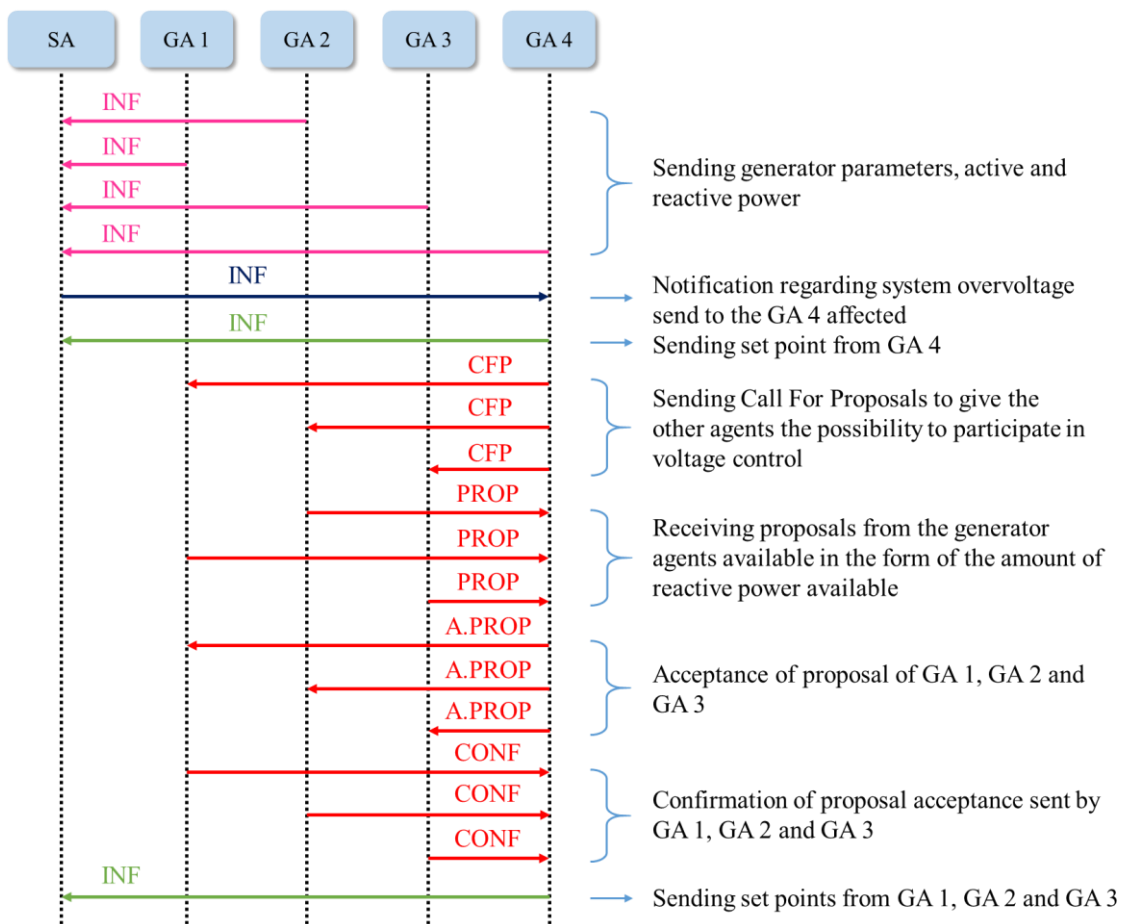 SA
GA 1
GA 2
GA 3
GA 4
INF
INF
INF
INF
Sending generator parameters, active and
reactive power
INF
Notification regarding system overvoltage
send to the GA 4 affected
INF
Sending set point from GA 4
CFP
CFP
CFP
Sending Call For Proposals to give the
other agents the possibility to participate in
voltage control
PROP
PROP
PROP
Receiving proposals from the generator
agents available in the form of the amount of
reactive power available
A.PROP
A.PROP
A.PROP
Acceptance of proposal of GA 1, GA 2 and
GA 3
CONF
CONF
CONF
Confirmation of proposal acceptance sent by
GA 1, GA 2 and GA 3
INF
Sending set points from GA 1, GA 2 and GA 3